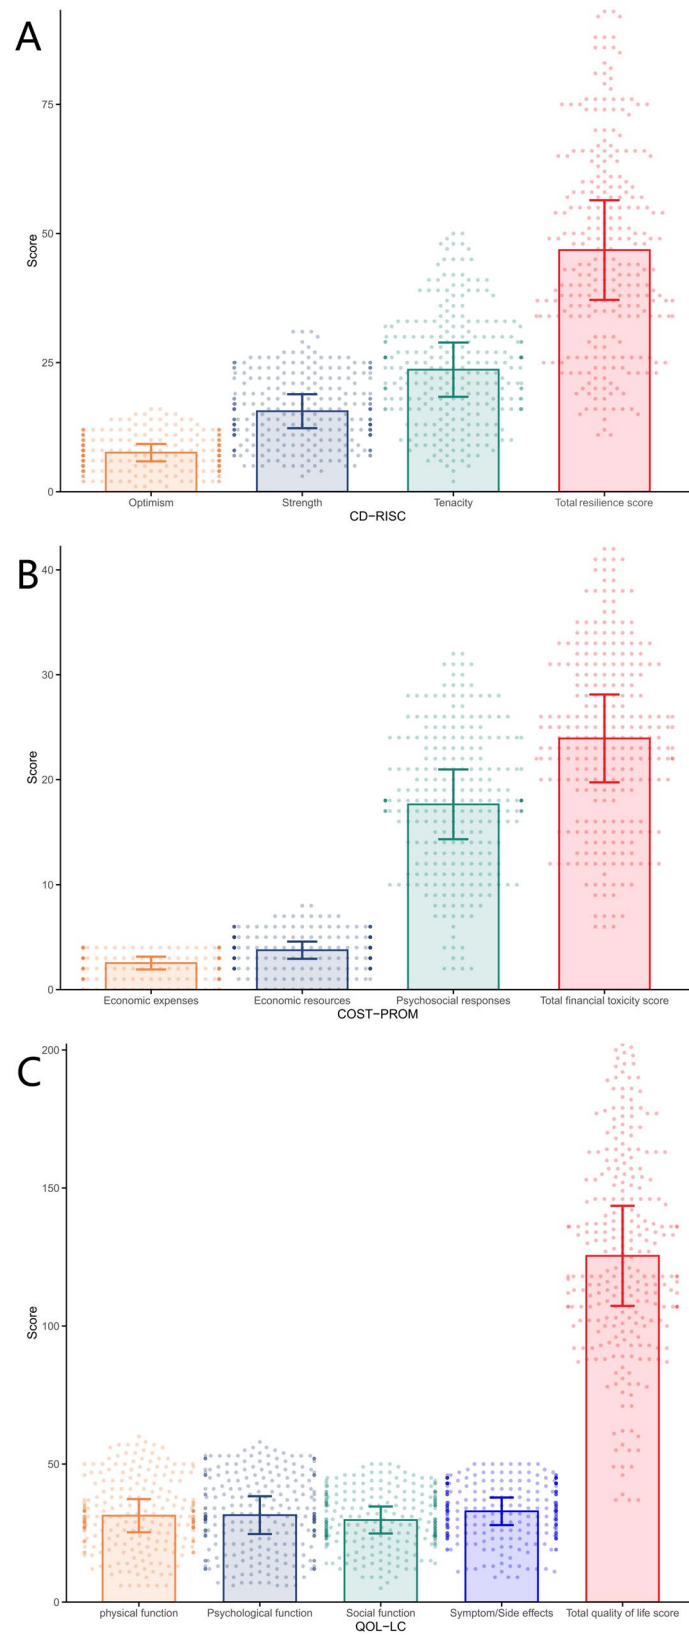 A
75
50
25
0
Score
Optimism
Strength
Tenacity
Total resilience score
CD−RISC
B
40
30
20
10
0
Score
Economic expenses
Economic resources
Psychosocial responses
Total financial toxicity score
COST−PROM
C
200
150
100
50
0
Score
physical function
Psychological function
Social function
Symptom/Side effects
Total quality of life score
QOL−LC